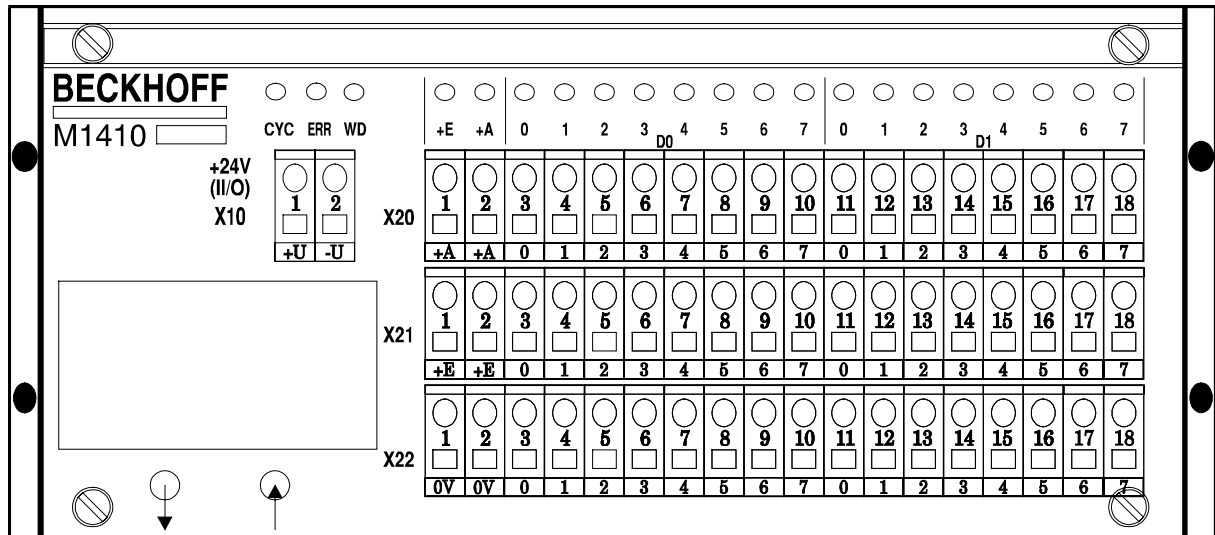 BECKHOFF
M1410
CYC ERR WD
+E +A 0 1 2 3 4 5 6 7 0 1 2 3 4 5 6 7
D0 D1
+24V
(II/O)
X10
1 2
+U -U
X20
1 2 3 4 5 6 7 8 9 10 11 12 13 14 15 16 17 18
+A +A 0 1 2 3 4 5 6 7 0 1 2 3 4 5 6 7
X21
1 2 3 4 5 6 7 8 9 10 11 12 13 14 15 16 17 18
+E +E 0 1 2 3 4 5 6 7 0 1 2 3 4 5 6 7
X22
1 2 3 4 5 6 7 8 9 10 11 12 13 14 15 16 17 18
0V 0V 0 1 2 3 4 5 6 7 0 1 2 3 4 5 6 7